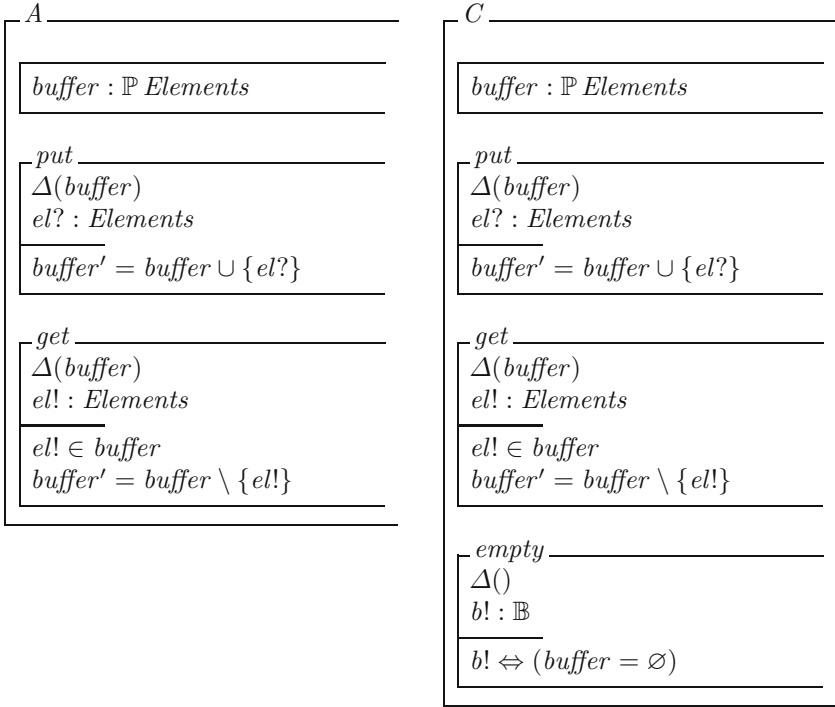 A
buffer : ℙ Elements
put
Δ(buffer)
el? : Elements
buffer′ = buffer ∪ {el?}
get
Δ(buffer)
el! : Elements
el! ∈ buffer
buffer′ = buffer \ {el!}
C
buffer : ℙ Elements
put
Δ(buffer)
el? : Elements
buffer′ = buffer ∪ {el?}
get
Δ(buffer)
el! : Elements
el! ∈ buffer
buffer′ = buffer \ {el!}
empty
Δ()
b! : 𝔹
b! ⇔ (buffer = ∅)